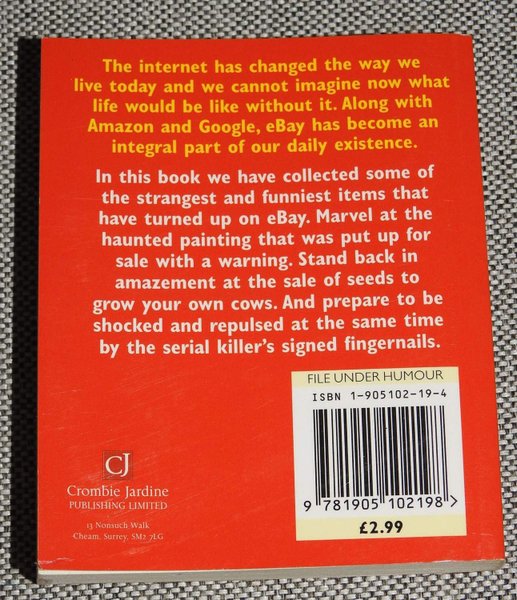 The internet has changed the way we
live today and we cannot imagine now what
life would be like without it. Along with
Amazon and Google, eBay has become an
integral part of our daily existence.
In this book we have collected some of
the strangest and funniest items that
have turned up on eBay. Marvel at the
haunted painting that was put up for
sale with a warning. Stand back in
amazement at the sale of seeds to
grow your own cows. And prepare to be
shocked and repulsed at the same time
by the serial killer's signed fingernails.
FILE UNDER HUMOUR
ISBN 1-905102-19-4
9 781905 102198 >
£2.99
CJ
Crombie Jardine
PUBLISHING LIMITED
13 Nonsuch Walk
Cheam, Surrey, SM2 7LG